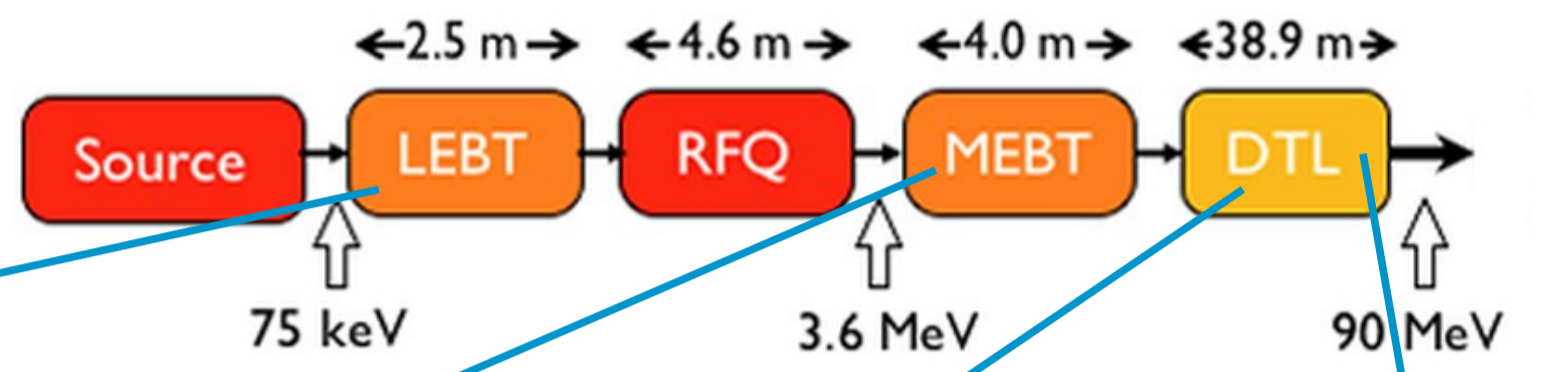 2.5 m 4.6 m 4.0 m 38.9 m
Source LEBT RFQ MEBT DTL
75 keV 3.6 MeV 90 MeV